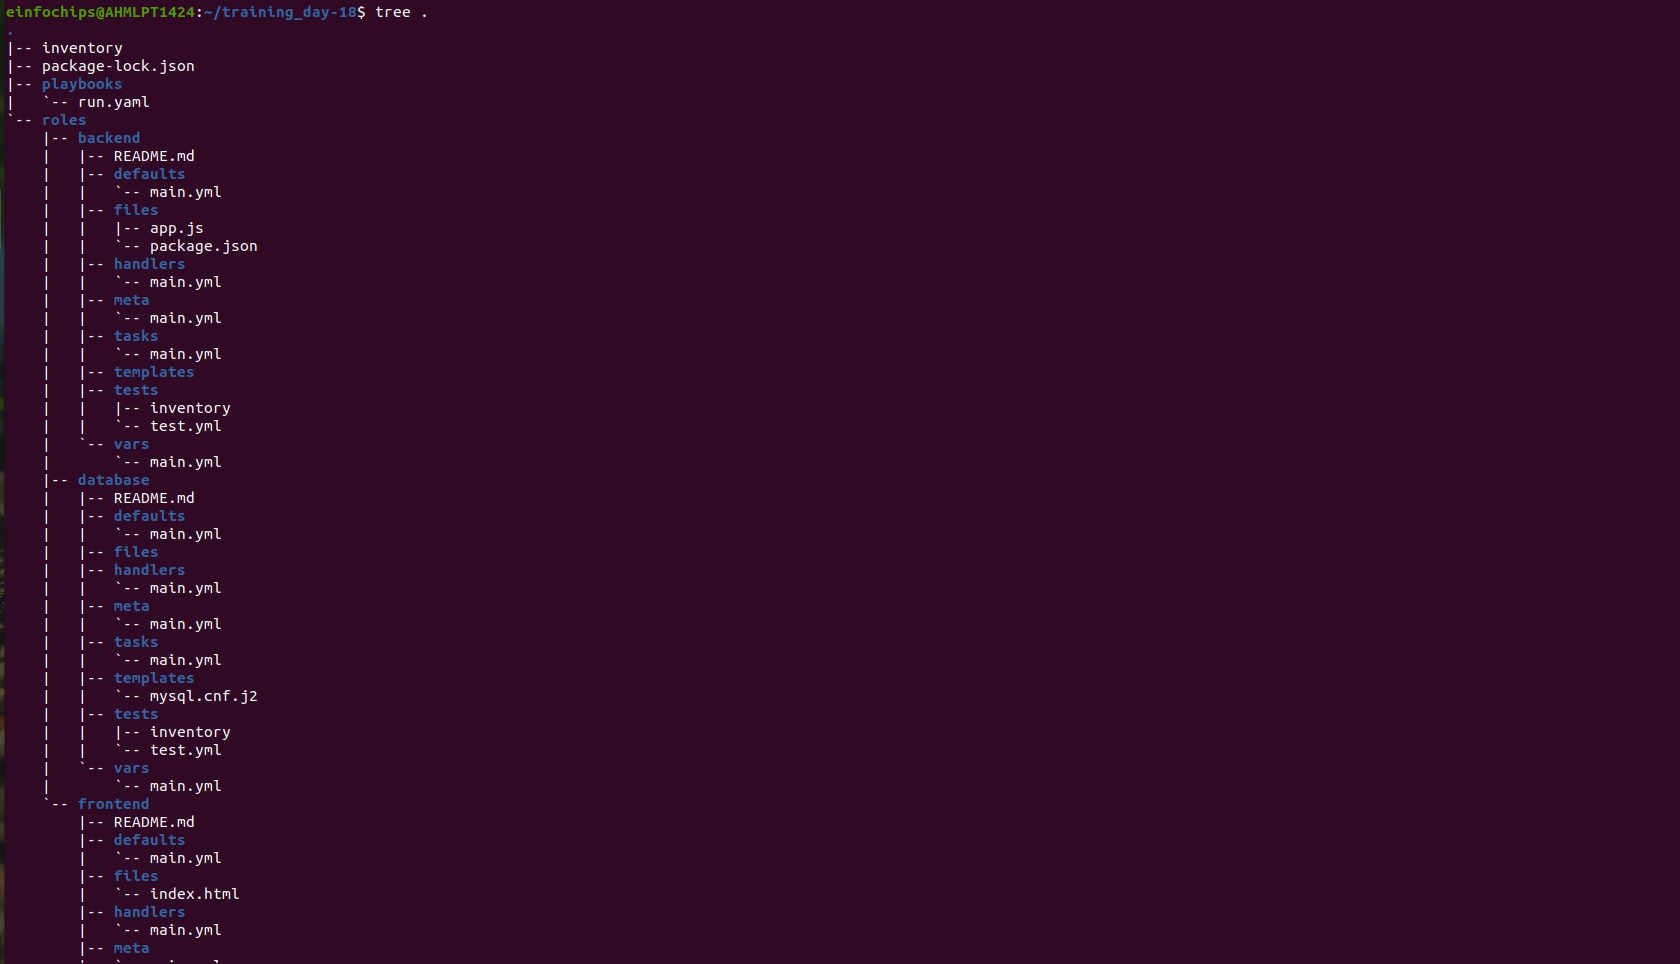 einfochips@AHMLPT1424:~/training_day-18$ tree .
.
|-- inventory
|-- package-lock.json
|-- playbooks
|   `-- run.yaml
`-- roles
    |-- backend
    |   |-- README.md
    |   |-- defaults
    |   |   `-- main.yml
    |   |-- files
    |   |   |-- app.js
    |   |   `-- package.json
    |   |-- handlers
    |   |   `-- main.yml
    |   |-- meta
    |   |   `-- main.yml
    |   |-- tasks
    |   |   `-- main.yml
    |   |-- templates
    |   |-- tests
    |   |   |-- inventory
    |   |   `-- test.yml
    |   `-- vars
    |       `-- main.yml
    |-- database
    |   |-- README.md
    |   |-- defaults
    |   |   `-- main.yml
    |   |-- files
    |   |-- handlers
    |   |   `-- main.yml
    |   |-- meta
    |   |   `-- main.yml
    |   |-- tasks
    |   |   `-- main.yml
    |   |-- templates
    |   |   `-- mysql.cnf.j2
    |   |-- tests
    |   |   |-- inventory
    |   |   `-- test.yml
    |   `-- vars
    |       `-- main.yml
    `-- frontend
        |-- README.md
        |-- defaults
        |   `-- main.yml
        |-- files
        |   `-- index.html
        |-- handlers
        |   `-- main.yml
        |-- meta